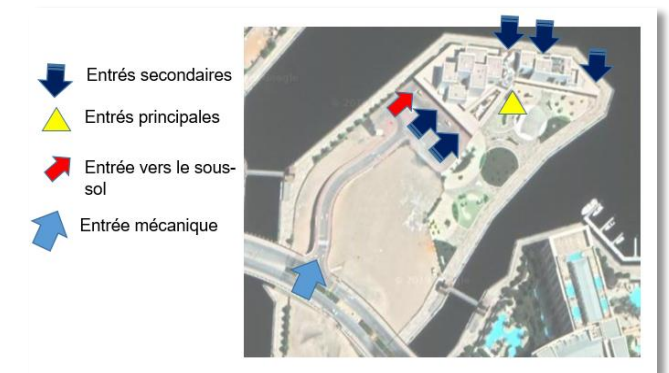 Entrés secondaires
Entrés principales
Entrée vers le sous-
sol
Entrée mécanique